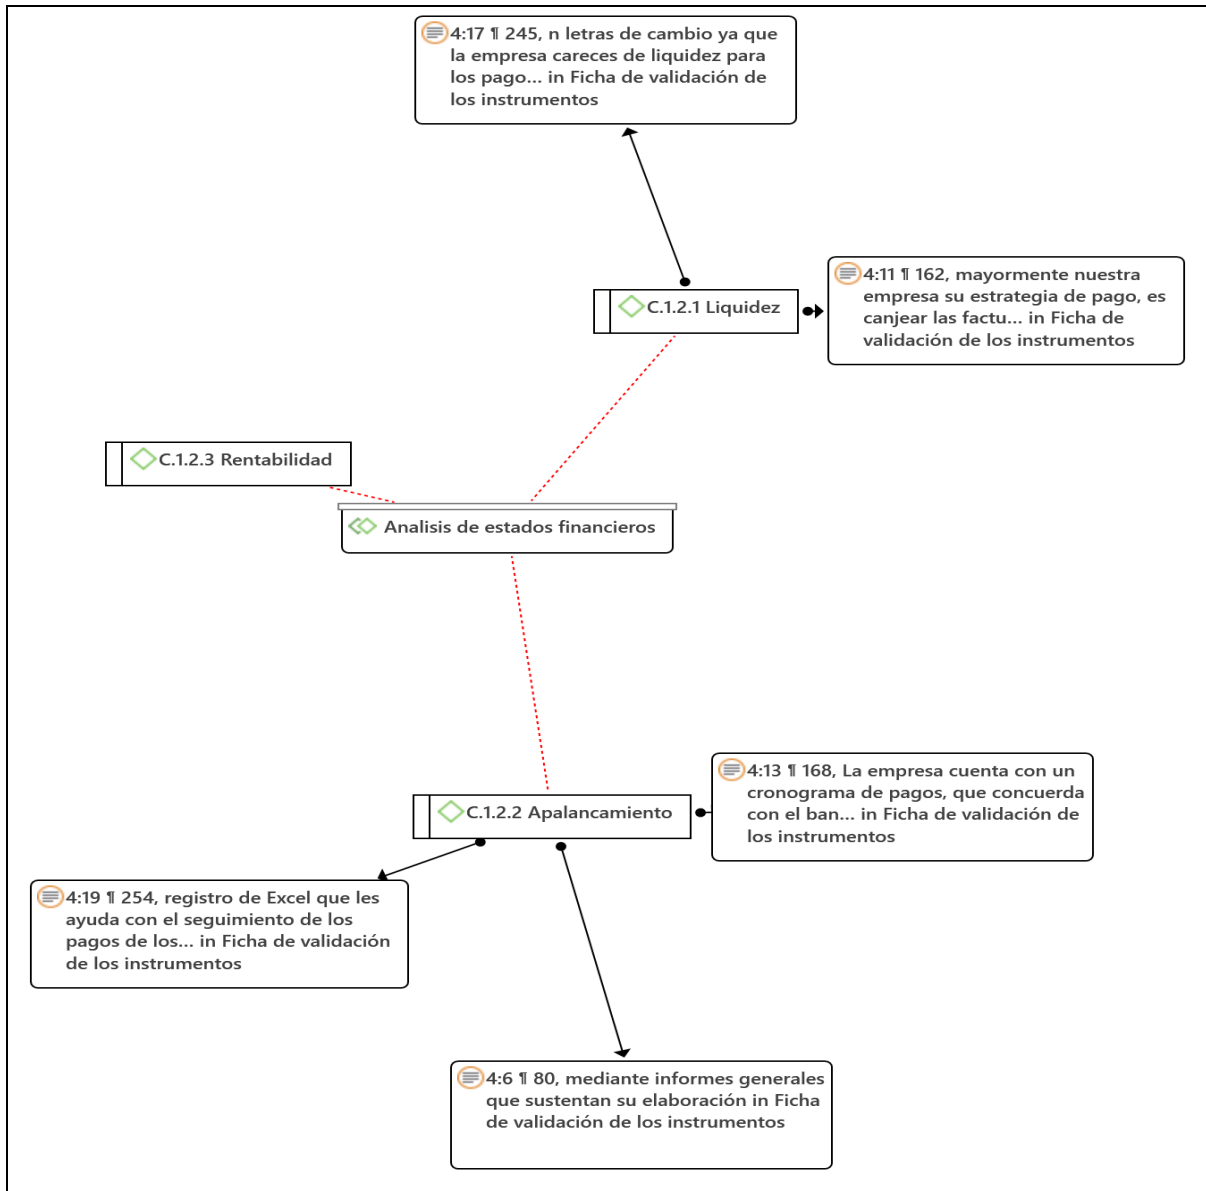 4:17 ¶ 245, n letras de cambio ya que
la empresa careces de liquidez para
los pago... in Ficha de validación de
los instrumentos
4:11 ¶ 162, mayormente nuestra
empresa su estrategia de pago, es
canjear las factu... in Ficha de
validación de los instrumentos
C.1.2.1 Liquidez
C.1.2.3 Rentabilidad
Analisis de estados financieros
4:13 ¶ 168, La empresa cuenta con un
cronograma de pagos, que concuerda
con el ban... in Ficha de validación de
los instrumentos
C.1.2.2 Apalancamiento
4:19 ¶ 254, registro de Excel que les
ayuda con el seguimiento de los
pagos de los... in Ficha de validación
de los instrumentos
4:6 ¶ 80, mediante informes generales
que sustentan su elaboración in Ficha
de validación de los instrumentos